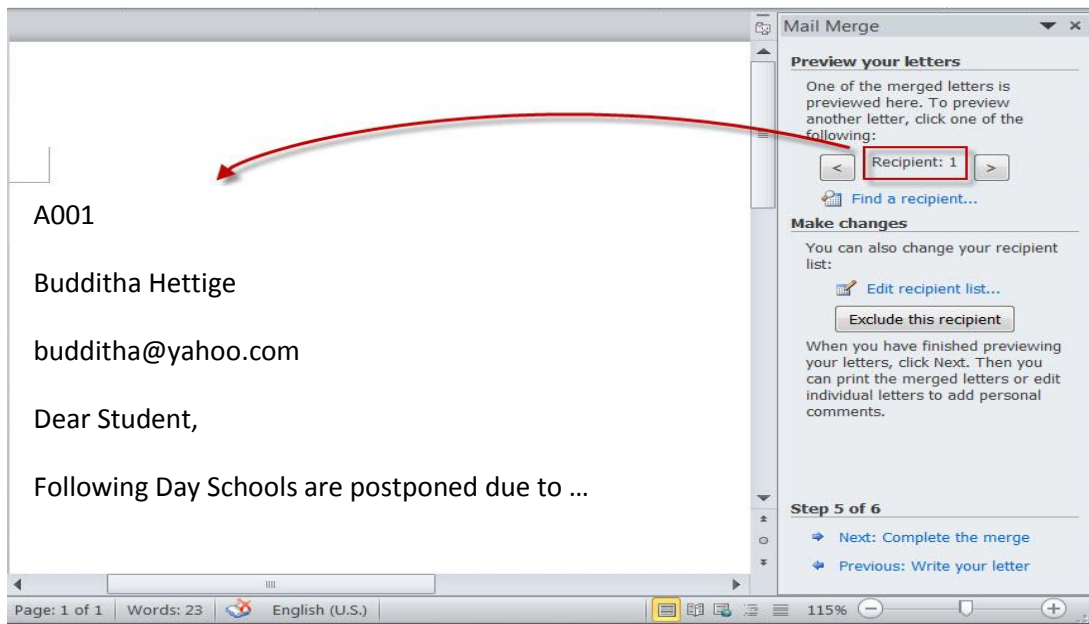 Mail Merge
Preview your letters
One of the merged letters is
previewed here. To preview
another letter, click one of the
following:
< Recipient: 1 >
Find a recipient...
Make changes
You can also change your recipient
list:
Edit recipient list...
Exclude this recipient
When you have finished previewing
your letters, click Next. Then you
can print the merged letters or edit
individual letters to add personal
comments.
Step 5 of 6
Next: Complete the merge
Previous: Write your letter
A001
Budditha Hettige
budditha@yahoo.com
Dear Student,
Following Day Schools are postponed due to …
Page: 1 of 1 Words: 23 English (U.S.) 115%